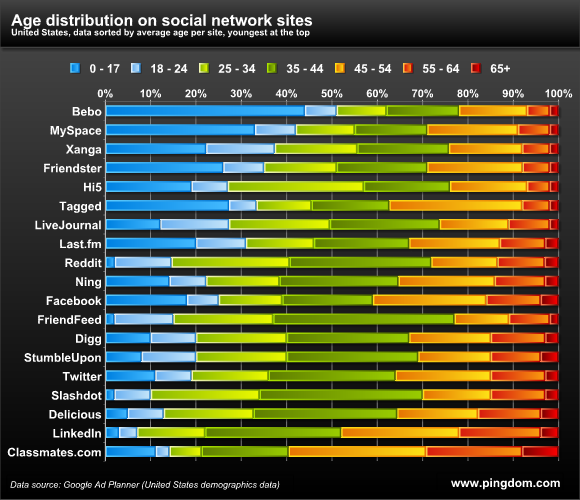 Age distribution on social network sites
United States, data sorted by average age per site, youngest at the top
0 - 17 18 - 24 25 - 34 35 - 44 45 - 54 55 - 64 65+
0% 10% 20% 30% 40% 50% 60% 70% 80% 90% 100%
Bebo
MySpace
Xanga
Friendster
Hi5
Tagged
LiveJournal
Last.fm
Reddit
Ning
Facebook
FriendFeed
Digg
StumbleUpon
Twitter
Slashdot
Delicious
LinkedIn
Classmates.com
Data source: Google Ad Planner (United States demographics data) www.pingdom.com